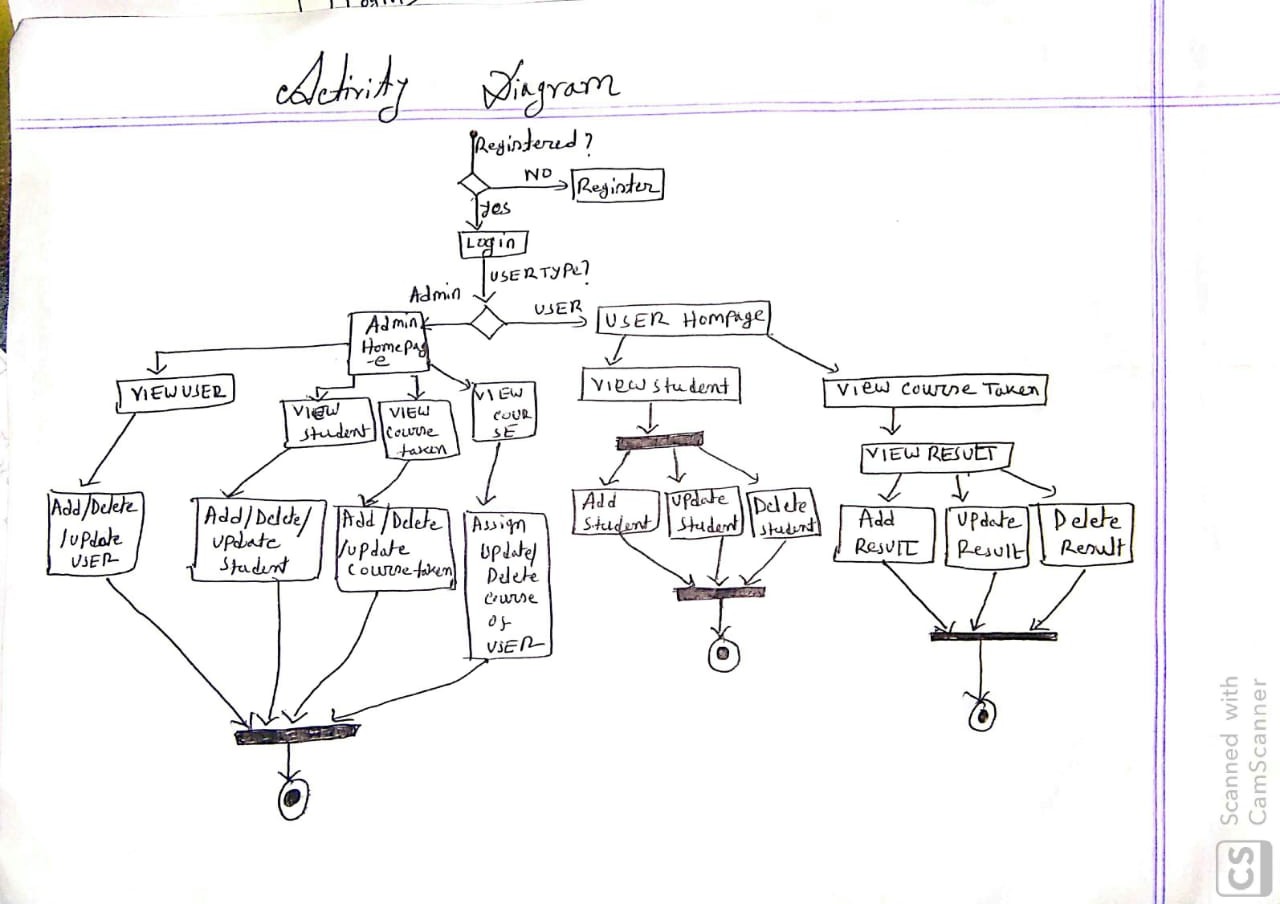 Activity Diagram
Registered?
NO
Register
Yes
Login
USERTYPE?
Admin
USER
Admin
Homepag
-e
USER Hompage
VIEW USER
VIEW
Student
VIEW
Course
taken
VIEW
COUR
SE
View Student
View Course Taken
VIEW RESULT
Add/Delete
/update
USER
Add/Delete/
update
Student
Add/Delete
/update
Course taken
Assign
Update/
Delete
Course
of
USER
Add
Student
Update
Student
Delete
Student
Add
RESULT
Update
Result
Delete
Result
Scanned with
CamScanner
CS